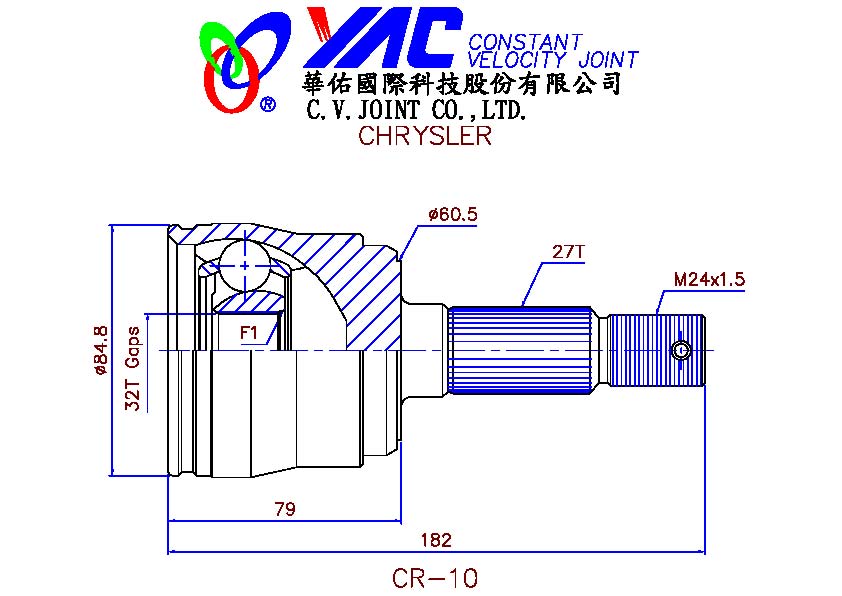 YAC CONSTANT
VELOCITY JOINT
®
華佑國際科技股份有限公司
C.V.JOINT CO.,LTD.
CHRYSLER
ø60.5
27T
M24x1.5
ø84.8
32T Gaps
F1
79
182
CR-10